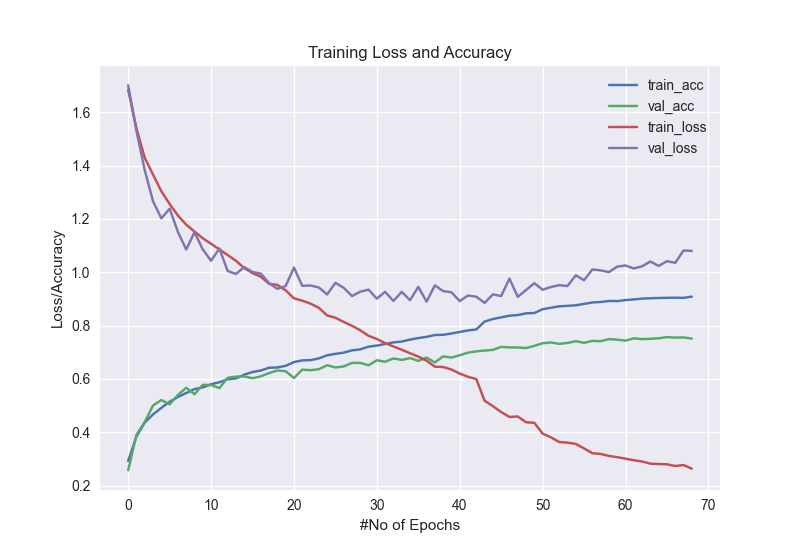 Training Loss and Accuracy
train_acc
val_acc
train_loss
val_loss
Loss/Accuracy
1.6
1.4
1.2
1.0
0.8
0.6
0.4
0.2
0 10 20 30 40 50 60 70
#No of Epochs